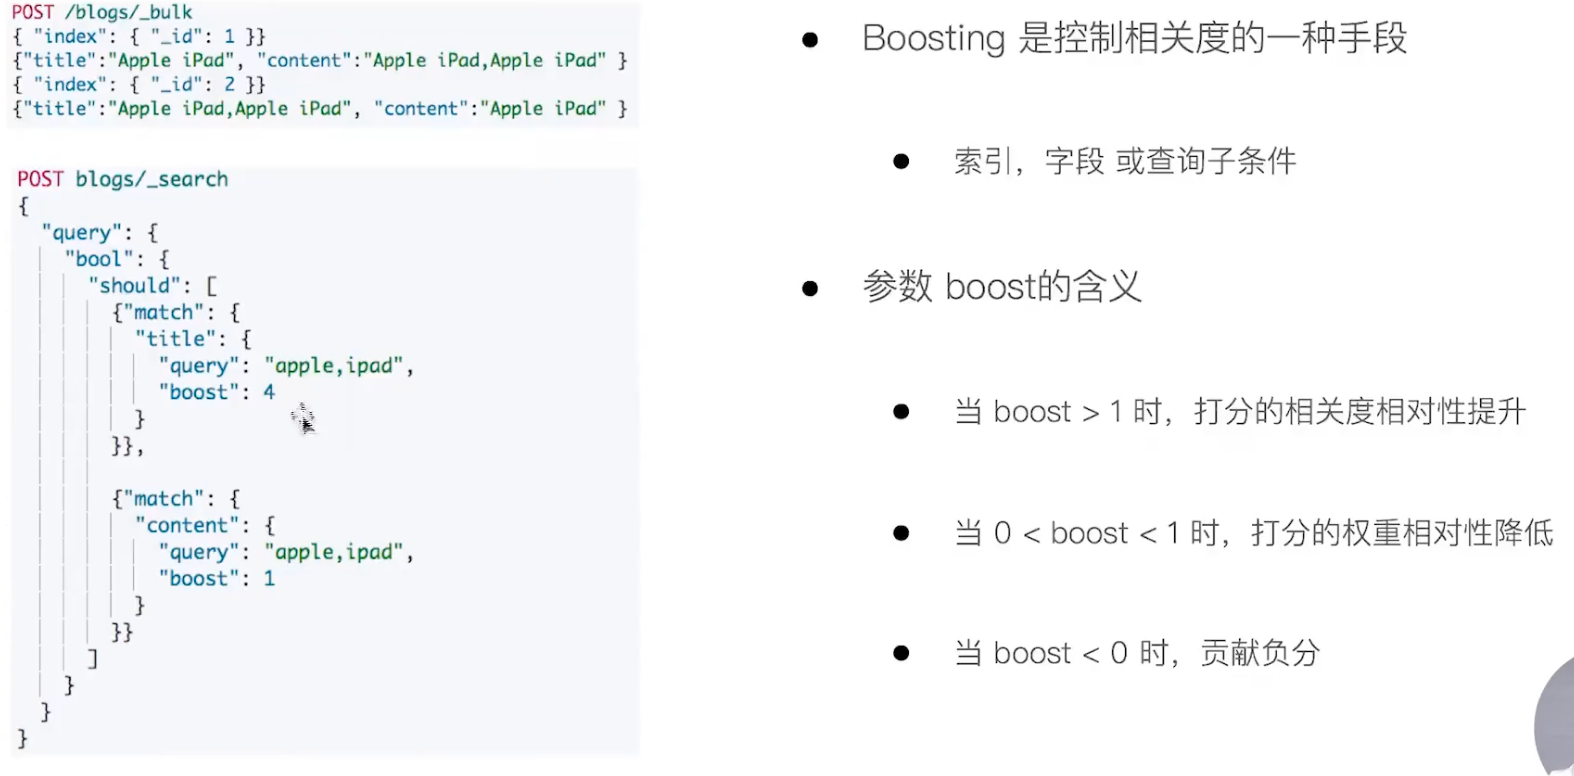 POST /blogs/_bulk
{ "index": { "_id": 1 }}
{"title":"Apple iPad", "content":"Apple iPad,Apple iPad" }
{ "index": { "_id": 2 }}
{"title":"Apple iPad,Apple iPad", "content":"Apple iPad" }
POST blogs/_search
{
"query": {
"bool": {
"should": [
{"match": {
"title": {
"query": "apple,ipad",
"boost": 4
}
}},
{"match": {
"content": {
"query": "apple,ipad",
"boost": 1
}
}}
]
}
}
}
Boosting 是控制相关度的一种手段
索引，字段 或查询子条件
参数 boost的含义
当 boost > 1 时，打分的相关度相对性提升
当 0 < boost < 1 时，打分的权重相对性降低
当 boost < 0 时，贡献负分